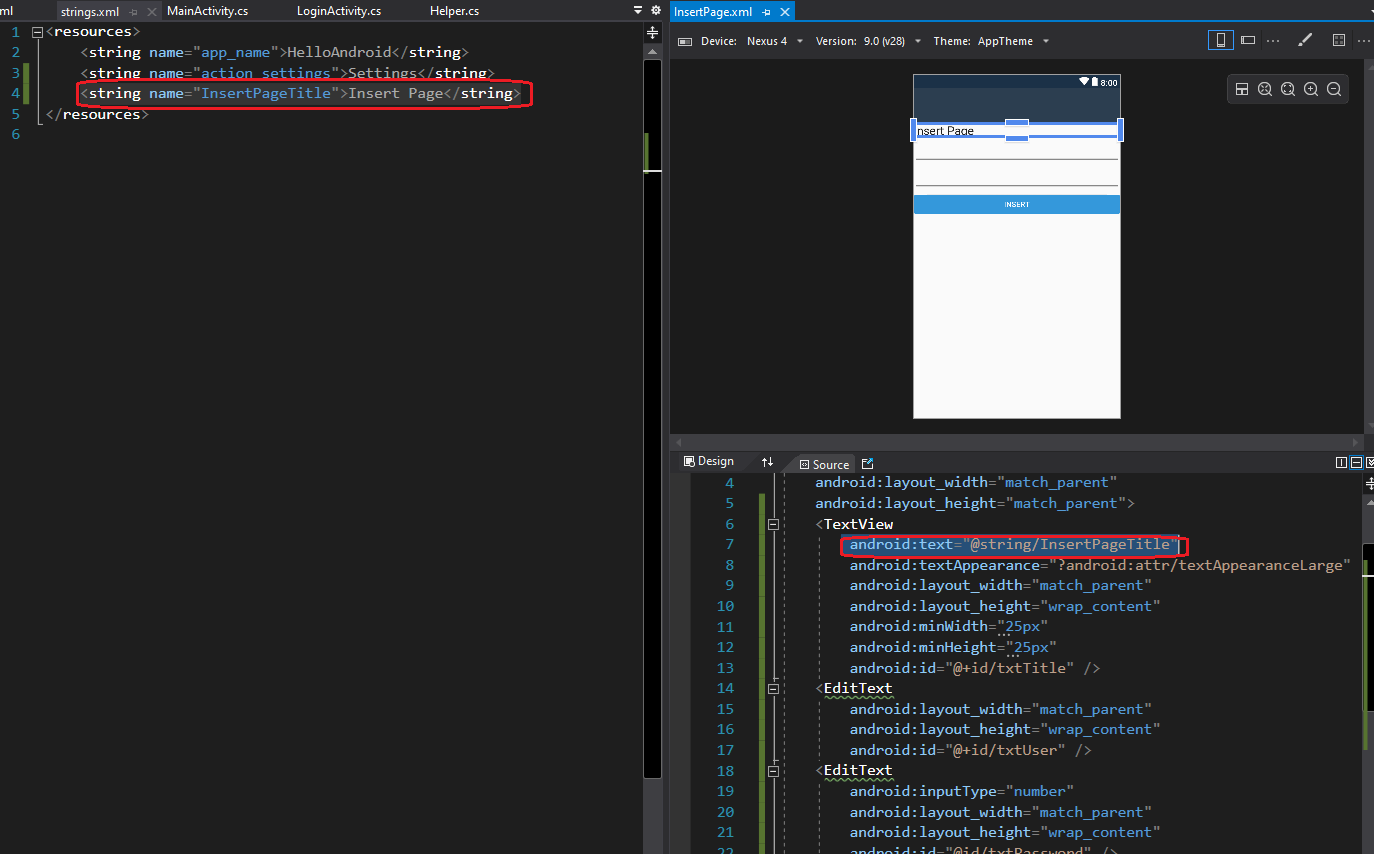 ml strings.xml MainActivity.cs LoginActivity.cs Helper.cs
1 <resources>
2 <string name="app_name">HelloAndroid</string>
3 <string name="action_settings">Settings</string>
4 <string name="InsertPageTitle">Insert Page</string>
5 </resources>
6
InsertPage.xml
Device: Nexus 4 Version: 9.0 (v28) Theme: AppTheme
8:00
nsert Page
INSERT
Design Source
4 android:layout_width="match_parent"
5 android:layout_height="match_parent">
6 <TextView
7 android:text="@string/InsertPageTitle"
8 android:textAppearance="?android:attr/textAppearanceLarge"
9 android:layout_width="match_parent"
10 android:layout_height="wrap_content"
11 android:minWidth="25px"
12 android:minHeight="25px"
13 android:id="@+id/txtTitle" />
14 <EditText
15 android:layout_width="match_parent"
16 android:layout_height="wrap_content"
17 android:id="@+id/txtUser" />
18 <EditText
19 android:inputType="number"
20 android:layout_width="match_parent"
21 android:layout_height="wrap_content"
22 android:id="@id/txtPassword" />